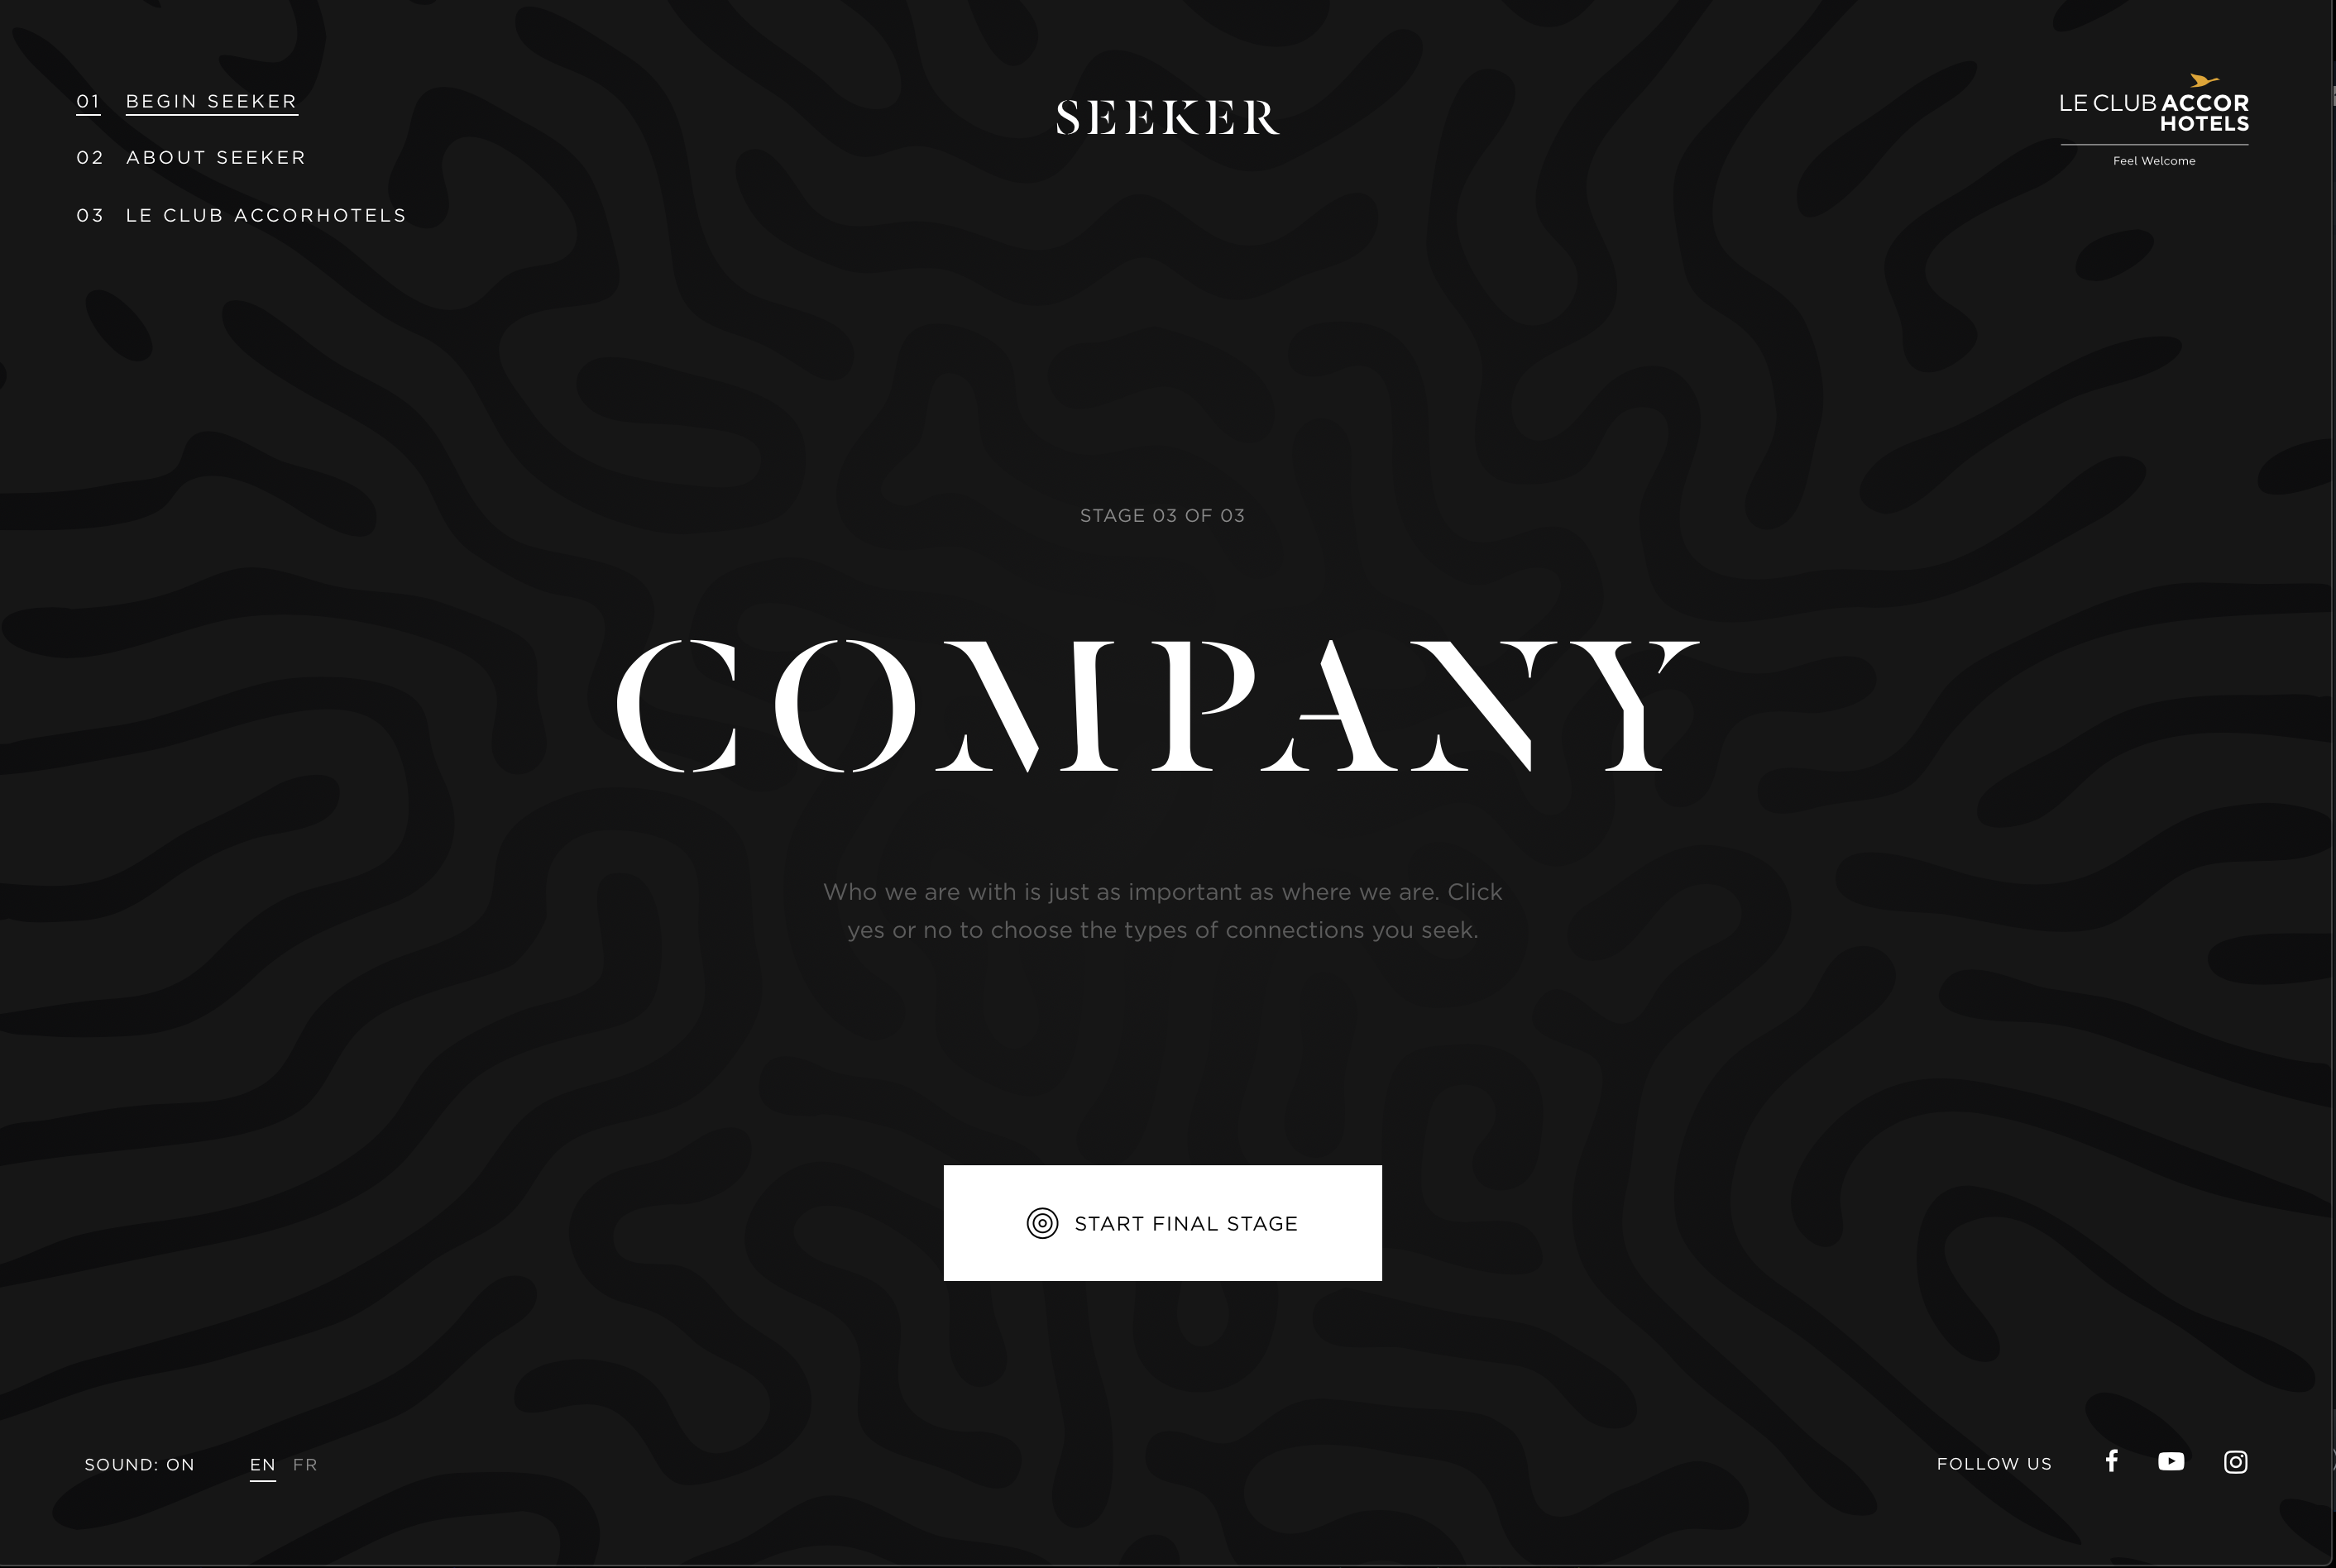 01 BEGIN SEEKER
02 ABOUT SEEKER
03 LE CLUB ACCORHOTELS
SEEKER
LE CLUB ACCOR
HOTELS
Feel Welcome
STAGE 03 OF 03
COMPANY
Who we are with is just as important as where we are. Click
yes or no to choose the types of connections you seek.
START FINAL STAGE
SOUND: ON EN FR
FOLLOW US